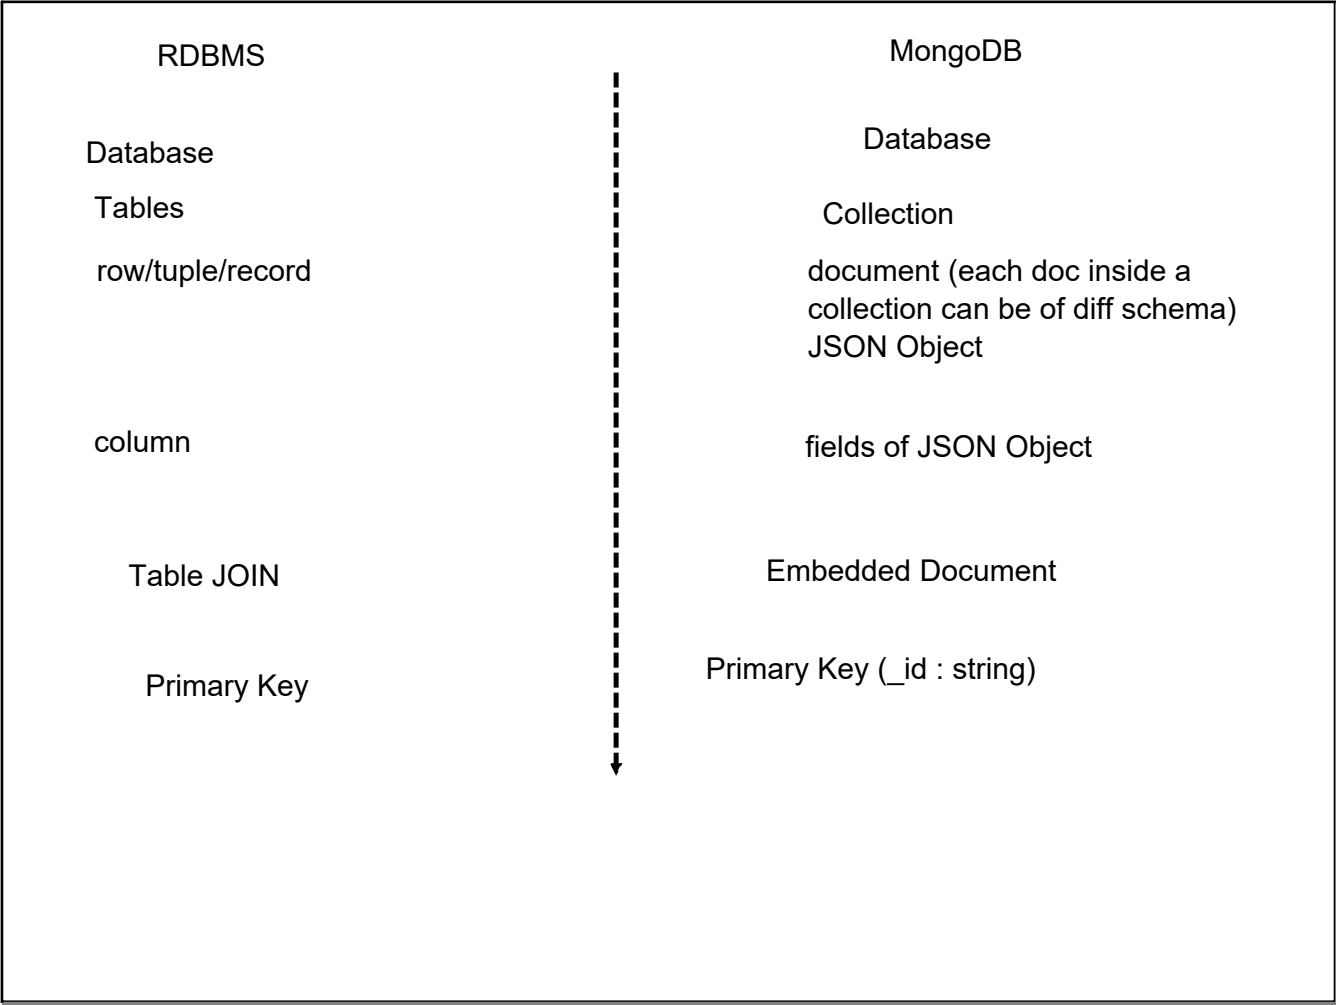 RDBMS
MongoDB
Database
Database
Tables
Collection
row/tuple/record
document (each doc inside a
collection can be of diff schema)
JSON Object
column
fields of JSON Object
Table JOIN
Embedded Document
Primary Key
Primary Key (_id : string)